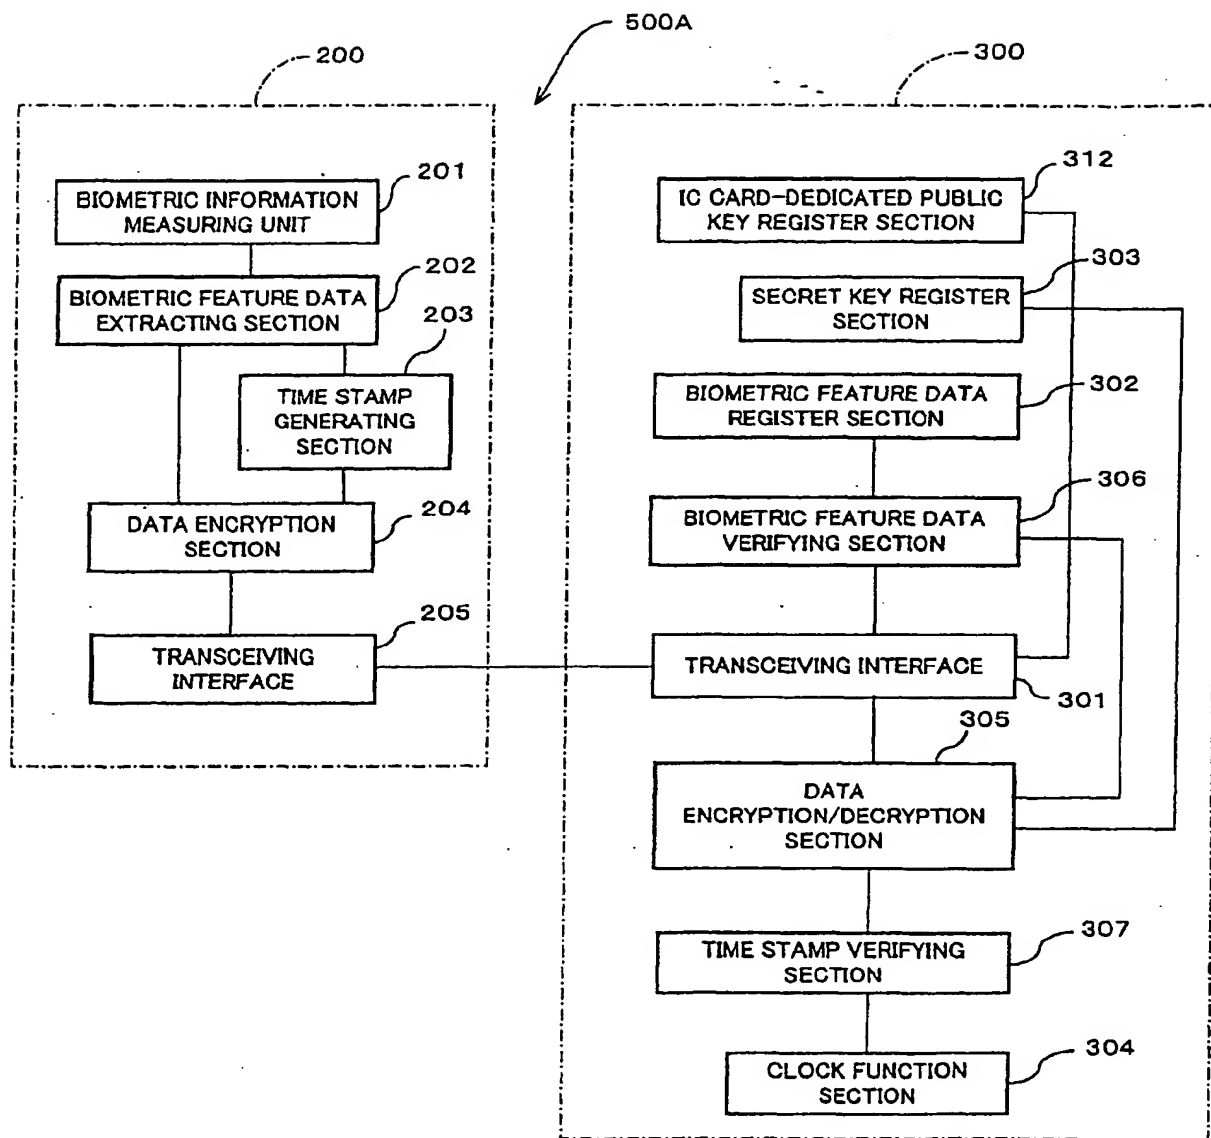 500A
200
300
201
BIOMETRIC INFORMATION
MEASURING UNIT
202
BIOMETRIC FEATURE DATA
EXTRACTING SECTION
203
TIME STAMP
GENERATING
SECTION
DATA ENCRYPTION
SECTION
204
205
TRANSCEIVING
INTERFACE
312
IC CARD-DEDICATED PUBLIC
KEY REGISTER SECTION
303
SECRET KEY REGISTER
SECTION
302
BIOMETRIC FEATURE DATA
REGISTER SECTION
306
BIOMETRIC FEATURE DATA
VERIFYING SECTION
TRANSCEIVING INTERFACE
301
305
DATA
ENCRYPTION/DECRYPTION
SECTION
307
TIME STAMP VERIFYING
SECTION
304
CLOCK FUNCTION
SECTION